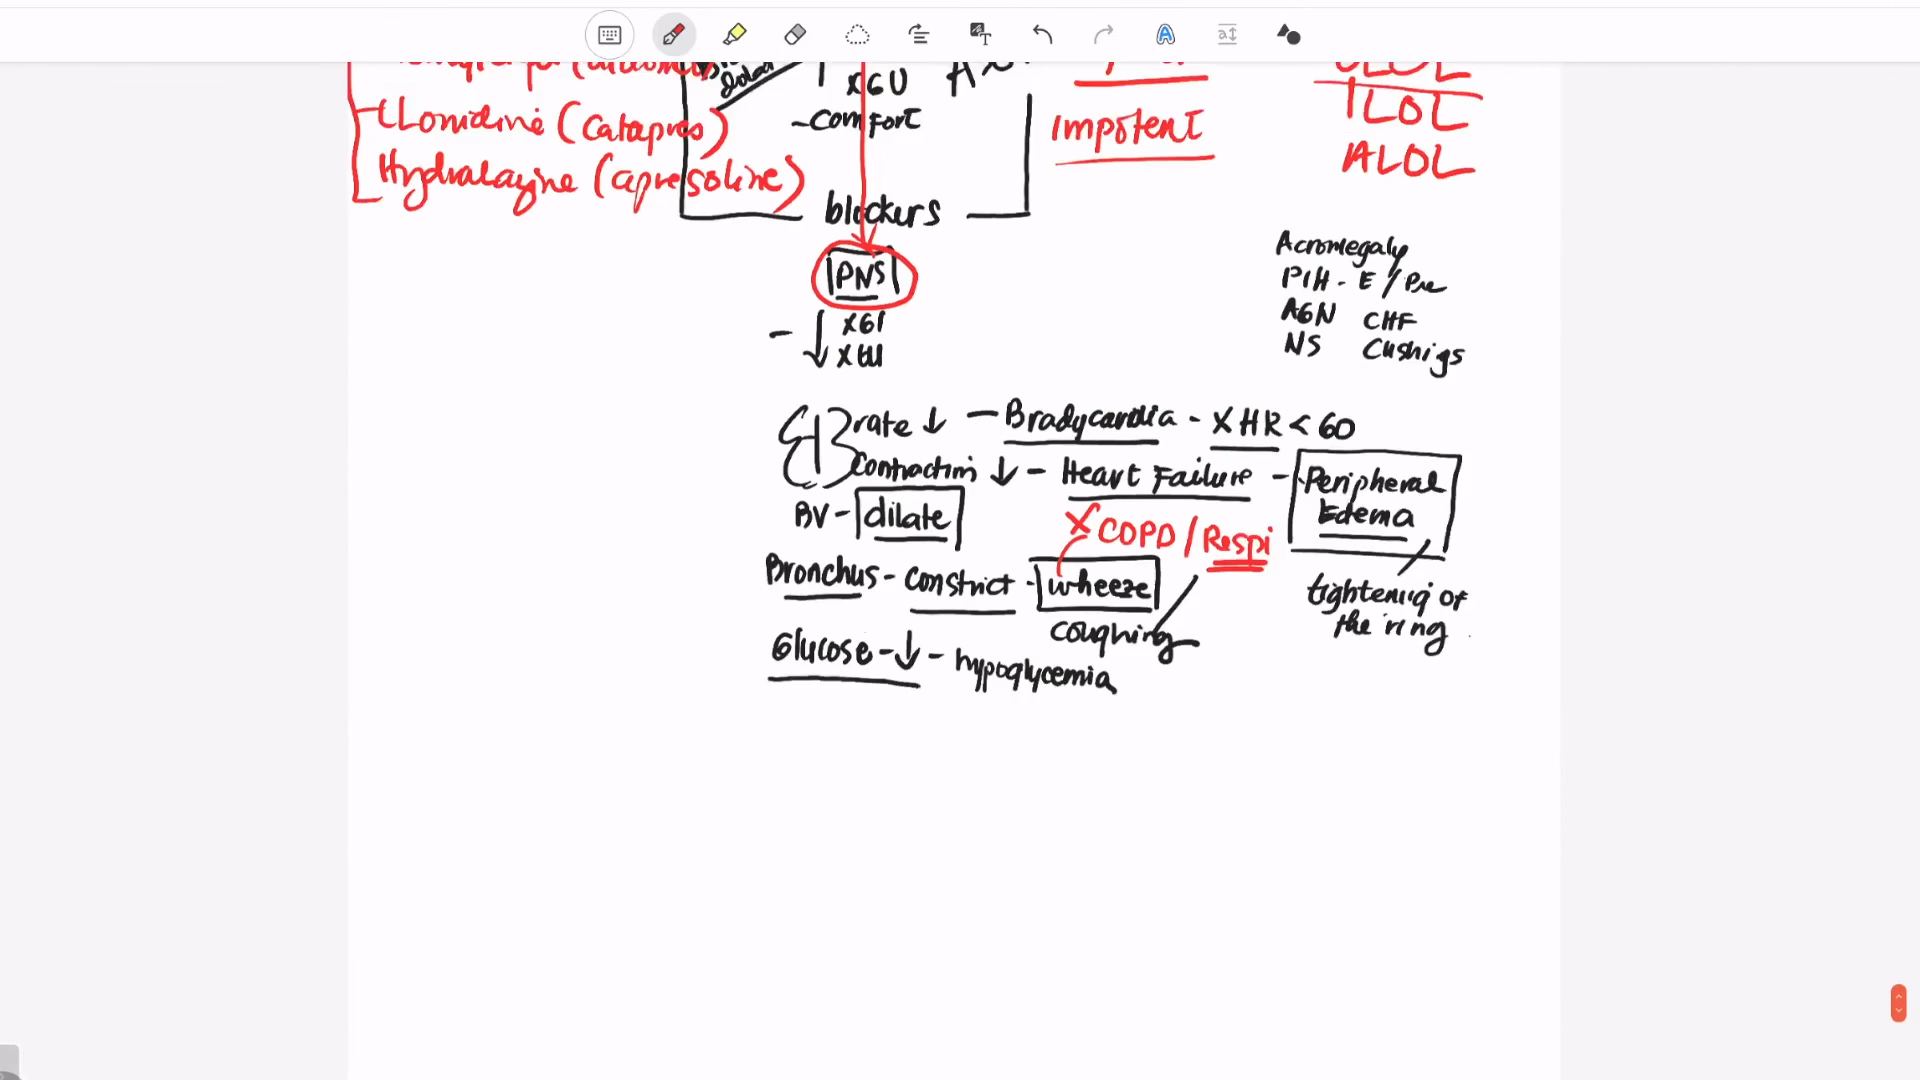 XGU
Clonidine (Catapres)
-Comfort
impotent
ILOL
ALOL
Hydralazine (apresoline)
blockers
Acromegaly
PIH - E / Pre
AGN CHF
NS Cushigs
PNS
- ↓ XGI
rate ↓ - Bradycardia - X HR < 60
Contraction ↓ - Heart Failure - Peripheral
Edema
BV - dilate
X COPD / Respi
Bronchus - constrict - wheeze
coughing
tightening of
the ring
Glucose - ↓ - hypoglycemia